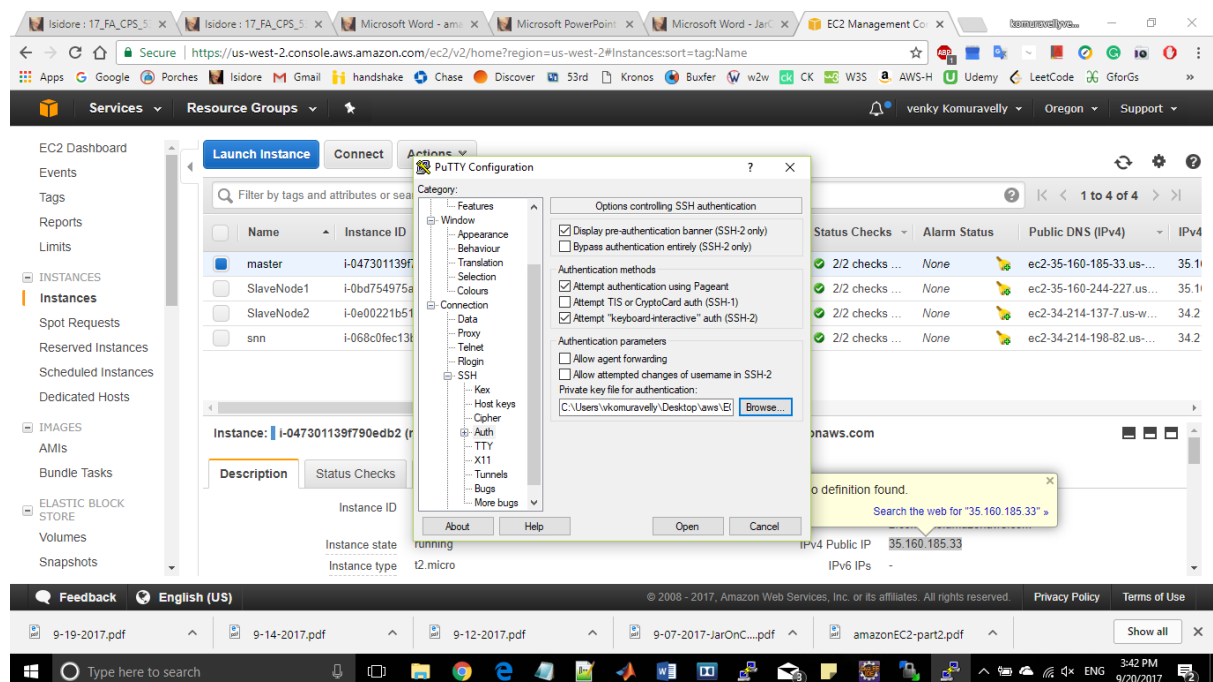 Isidore : 17_FA_CPS_5
Isidore : 17_FA_CPS_5
Microsoft Word - ama
Microsoft PowerPoint
Microsoft Word - JarC
EC2 Management Co
Secure
https://us-west-2.console.aws.amazon.com/ec2/v2/home?region=us-west-2#Instances:sort=tag:Name
Apps Google Porches Isidore Gmail handshake Chase Discover 53rd Kronos Buxfer w2w CK W3S AWS-H Udemy LeetCode GforGs »
Services Resource Groups venky Komuravelly Oregon Support
EC2 Dashboard
Events
Tags
Reports
Limits
INSTANCES
Instances
Spot Requests
Reserved Instances
Scheduled Instances
Dedicated Hosts
IMAGES
AMIs
Bundle Tasks
ELASTIC BLOCK
STORE
Volumes
Snapshots
Launch Instance Connect Actions
Filter by tags and attributes or sea
1 to 4 of 4
Name Instance ID Status Checks Alarm Status Public DNS (IPv4) IPv4
master i-047301139f7 2/2 checks ... None ec2-35-160-185-33.us-... 35.1
SlaveNode1 i-0bd754975a 2/2 checks ... None ec2-35-160-244-227.us... 35.1
SlaveNode2 i-0e00221b51 2/2 checks ... None ec2-34-214-137-7.us-w... 34.2
snn i-068c0fec13 2/2 checks ... None ec2-34-214-198-82.us-... 34.2
PuTTY Configuration
Category:
Features
Window
Appearance
Behaviour
Translation
Selection
Colours
Connection
Data
Proxy
Telnet
Rlogin
SSH
Kex
Host keys
Cipher
Auth
TTY
X11
Tunnels
Bugs
More bugs
Options controlling SSH authentication
Display pre-authentication banner (SSH-2 only)
Bypass authentication entirely (SSH-2 only)
Authentication methods
Attempt authentication using Pageant
Attempt TIS or CryptoCard auth (SSH-1)
Attempt "keyboard-interactive" auth (SSH-2)
Authentication parameters
Allow agent forwarding
Allow attempted changes of username in SSH-2
Private key file for authentication:
C:\Users\vkomuravelly\Desktop\aws\E( Browse...
About Help Open Cancel
Instance: i-047301139f790edb2 (
onaws.com
Description Status Checks
Instance ID
Instance state running
Instance type t2.micro
o definition found.
Search the web for "35.160.185.33" »
IPv4 Public IP 35.160.185.33
IPv6 IPs -
Feedback English (US)
© 2008 - 2017, Amazon Web Services, Inc. or its affiliates. All rights reserved. Privacy Policy Terms of Use
9-19-2017.pdf 9-14-2017.pdf 9-12-2017.pdf 9-07-2017-JarOnC....pdf amazonEC2-part2.pdf Show all
Type here to search
ENG
3:42 PM
9/20/2017